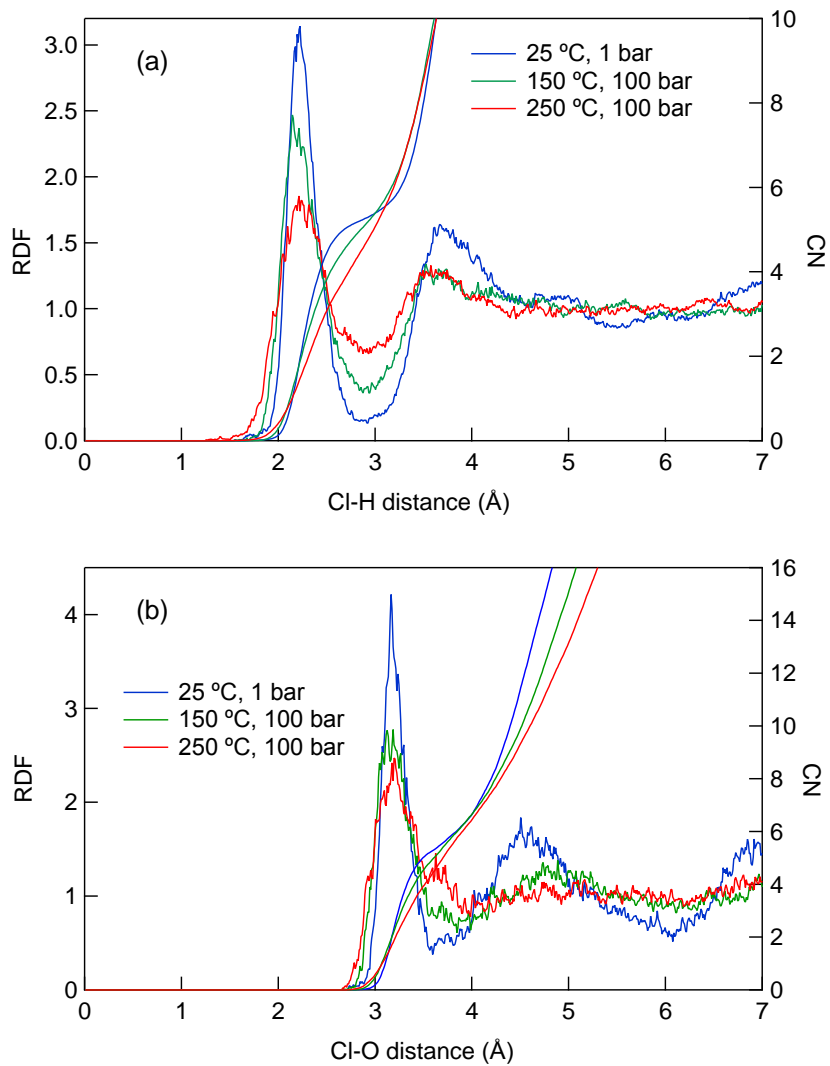 (a)
25 ºC, 1 bar
150 ºC, 100 bar
250 ºC, 100 bar
RDF
3.0
2.5
2.0
1.5
1.0
0.5
0.0
CN
10
8
6
4
2
0
0 1 2 3 4 5 6 7
Cl-H distance (Å)
(b)
25 ºC, 1 bar
150 ºC, 100 bar
250 ºC, 100 bar
RDF
4
3
2
1
0
CN
16
14
12
10
8
6
4
2
0
0 1 2 3 4 5 6 7
Cl-O distance (Å)